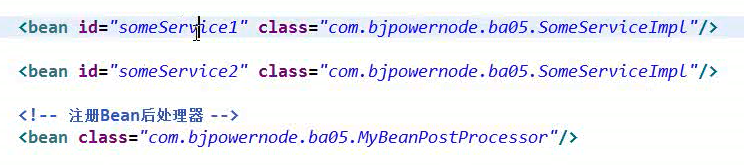 <bean id="someService1" class="com.bjpowernode.ba05.SomeServiceImpl"/>
<bean id="someService2" class="com.bjpowernode.ba05.SomeServiceImpl"/>
<!-- 注册Bean后处理器 -->
<bean class="com.bjpowernode.ba05.MyBeanPostProcessor"/>